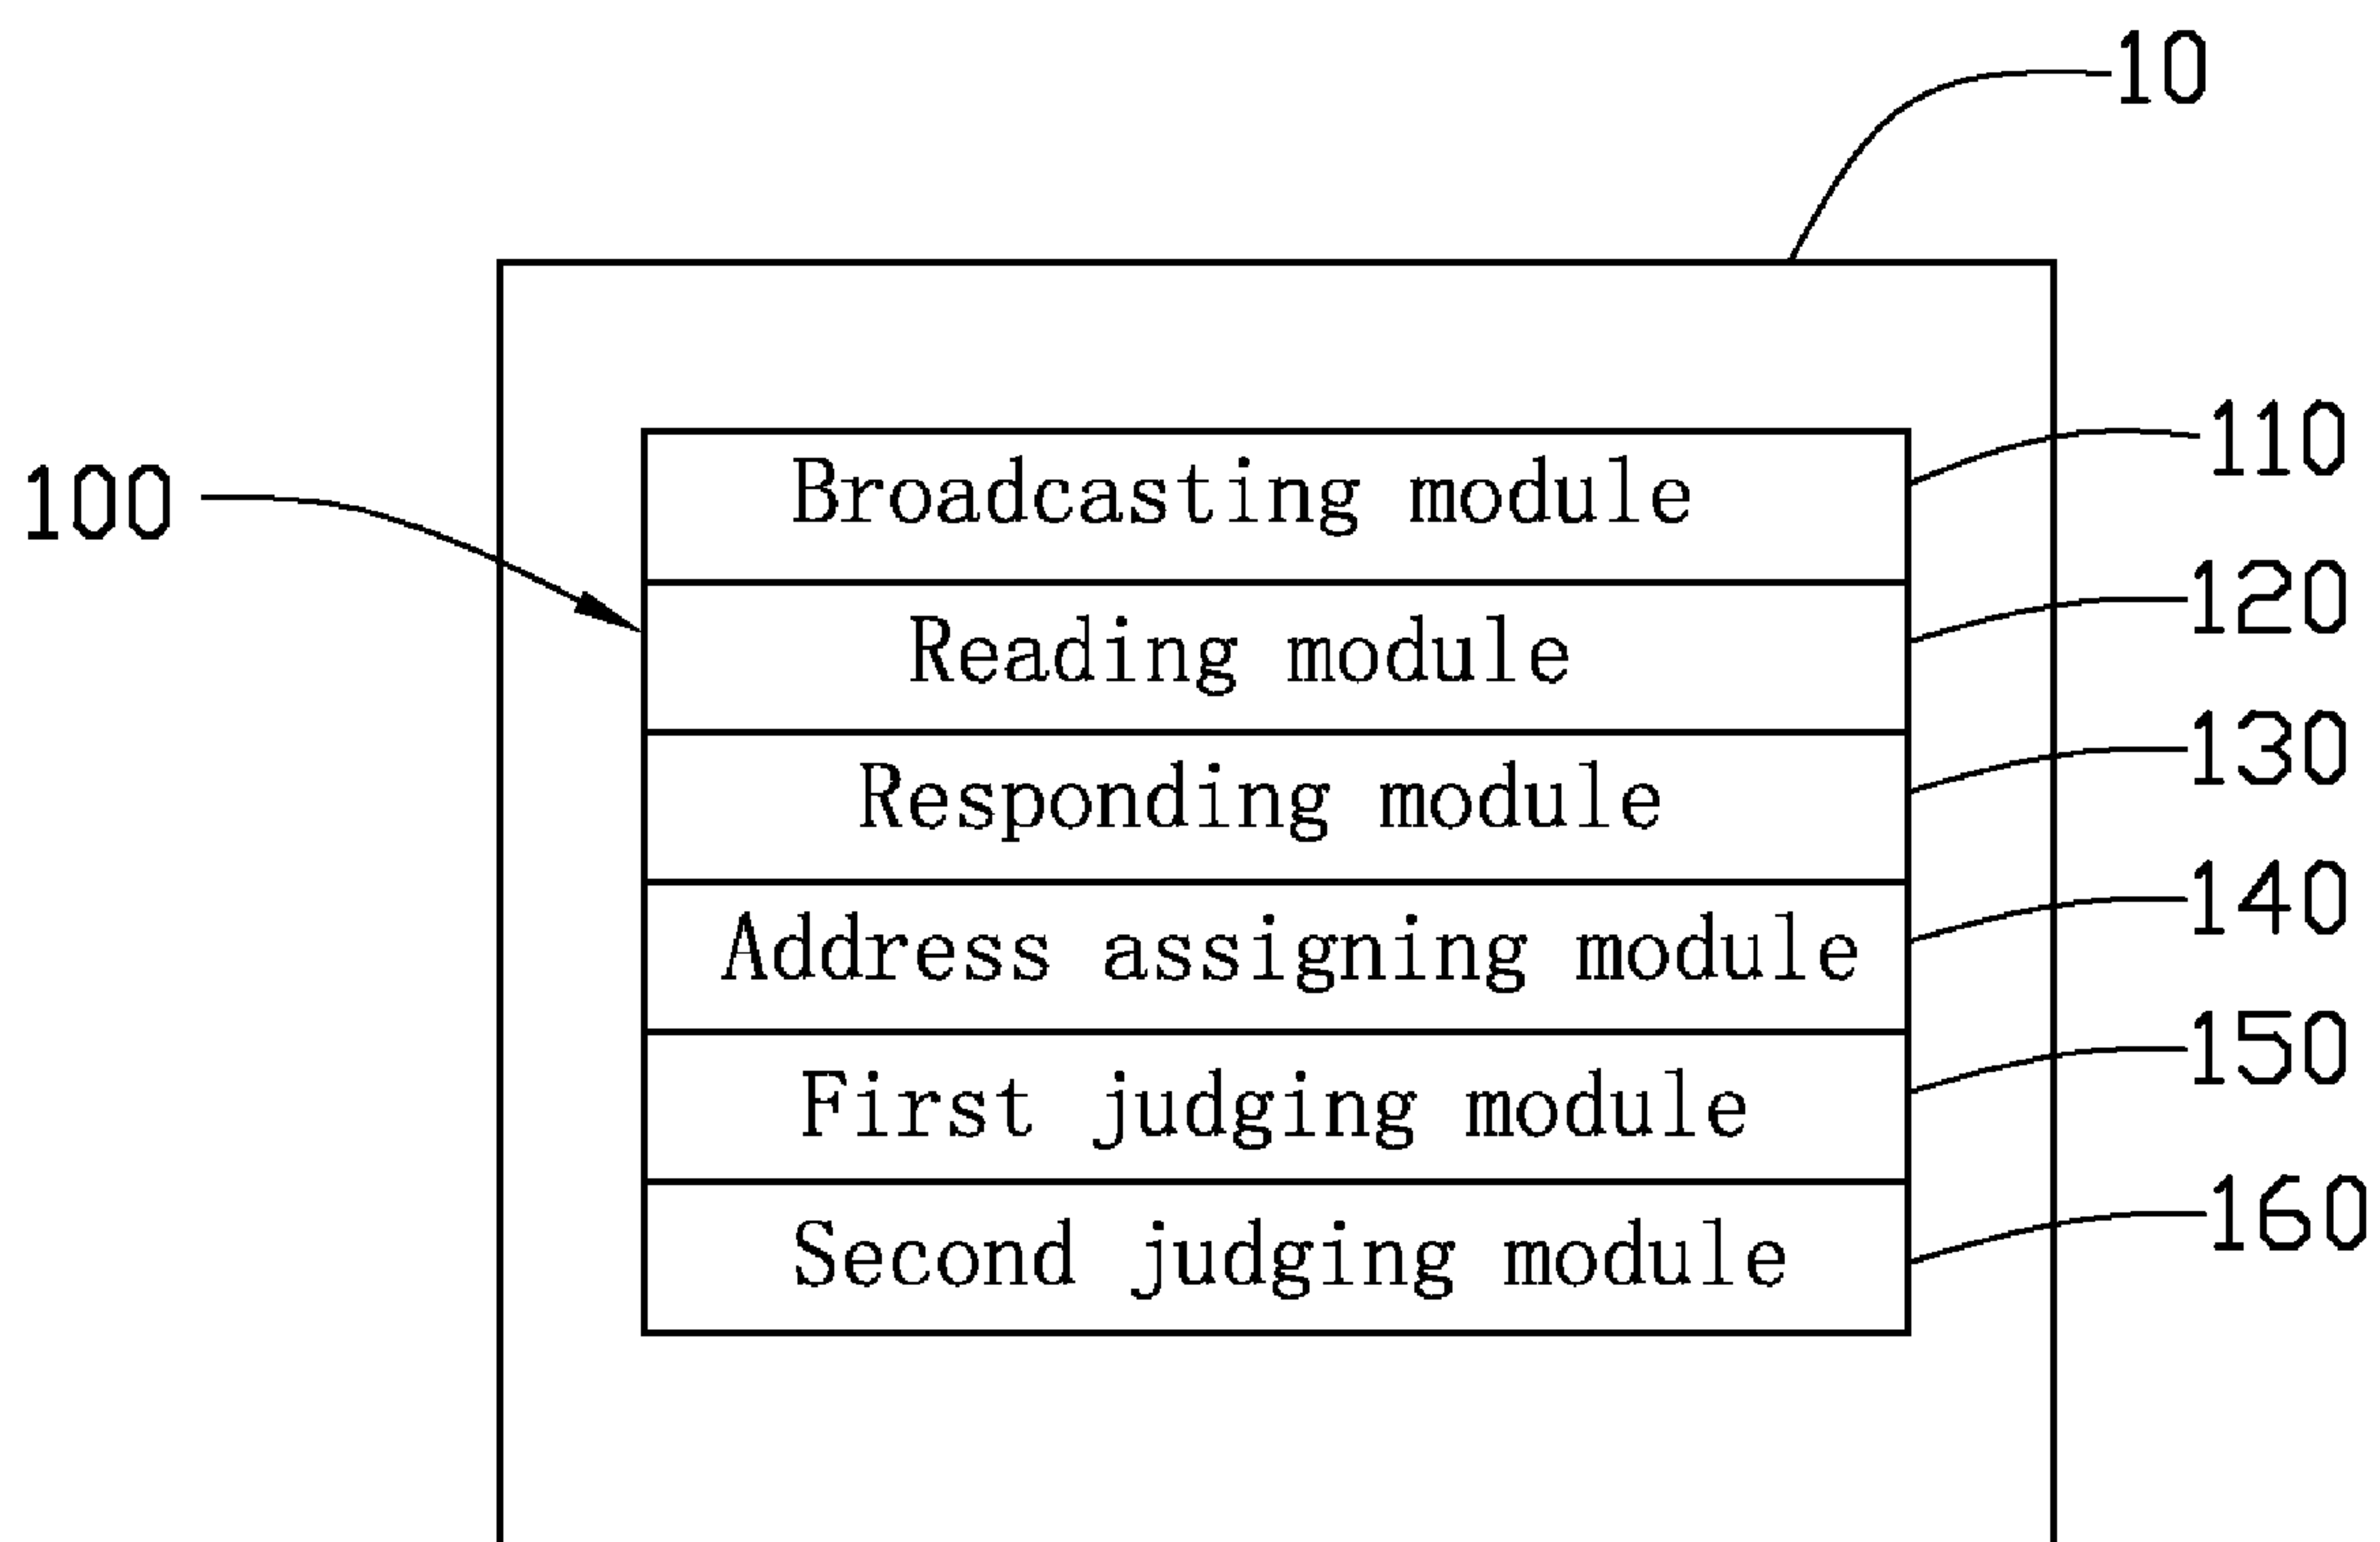 10
Broadcasting module 110
100
Reading module 120
Responding module 130
Address assigning module 140
First judging module 150
Second judging module 160